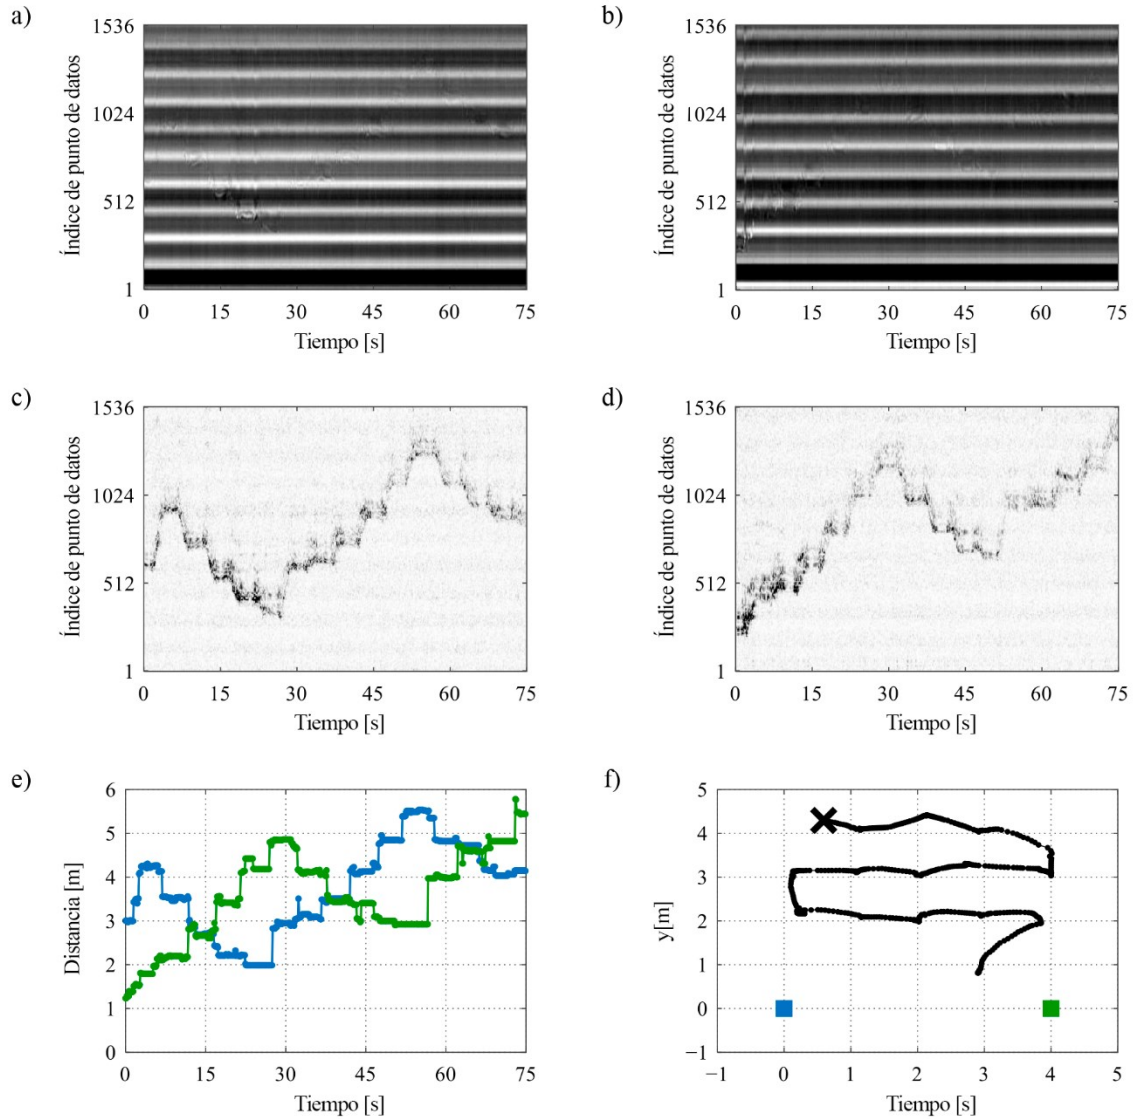 a)
Índice de punto de datos
1536
1024
512
1
0 15 30 45 60 75
Tiempo [s]
b)
Índice de punto de datos
1536
1024
512
1
0 15 30 45 60 75
Tiempo [s]
c)
Índice de punto de datos
1536
1024
512
1
0 15 30 45 60 75
Tiempo [s]
d)
Índice de punto de datos
1536
1024
512
1
0 15 30 45 60 75
Tiempo [s]
e)
Distancia [m]
6
5
4
3
2
1
0
0 15 30 45 60 75
Tiempo [s]
f)
y[m]
5
4
3
2
1
0
−1
−1 0 1 2 3 4 5
Tiempo [s]